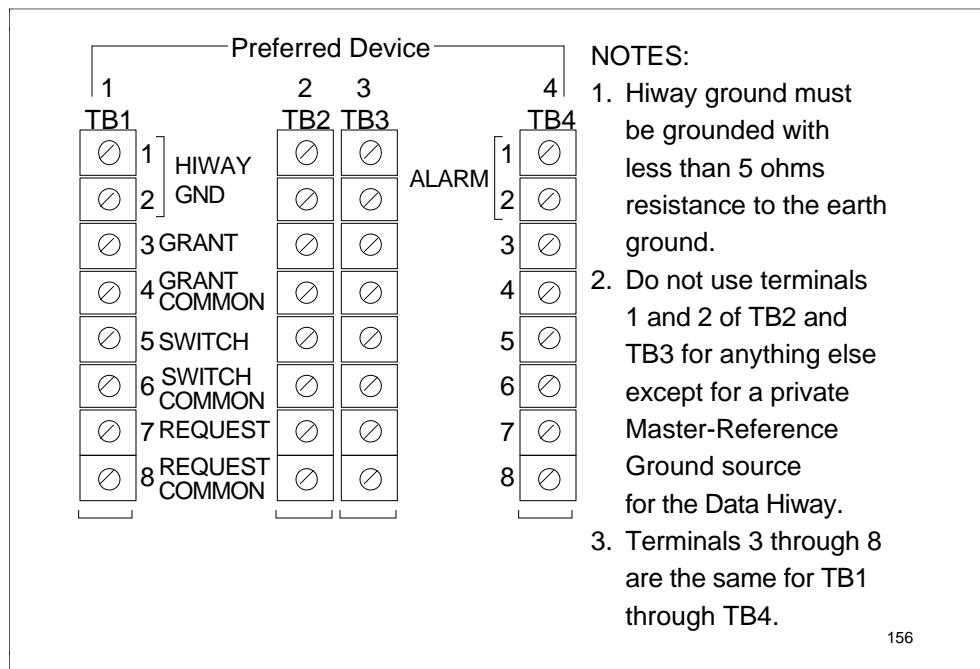 Preferred Device
1 2 3 4
TB1 TB2 TB3 TB4
1 HIWAY
2 GND
3 GRANT
4 GRANT
COMMON
5 SWITCH
6 SWITCH
COMMON
7 REQUEST
8 REQUEST
COMMON
ALARM
1
2
3
4
5
6
7
8
NOTES:
1. Hiway ground must
be grounded with
less than 5 ohms
resistance to the earth
ground.
2. Do not use terminals
1 and 2 of TB2 and
TB3 for anything else
except for a private
Master-Reference
Ground source
for the Data Hiway.
3. Terminals 3 through 8
are the same for TB1
through TB4.
156